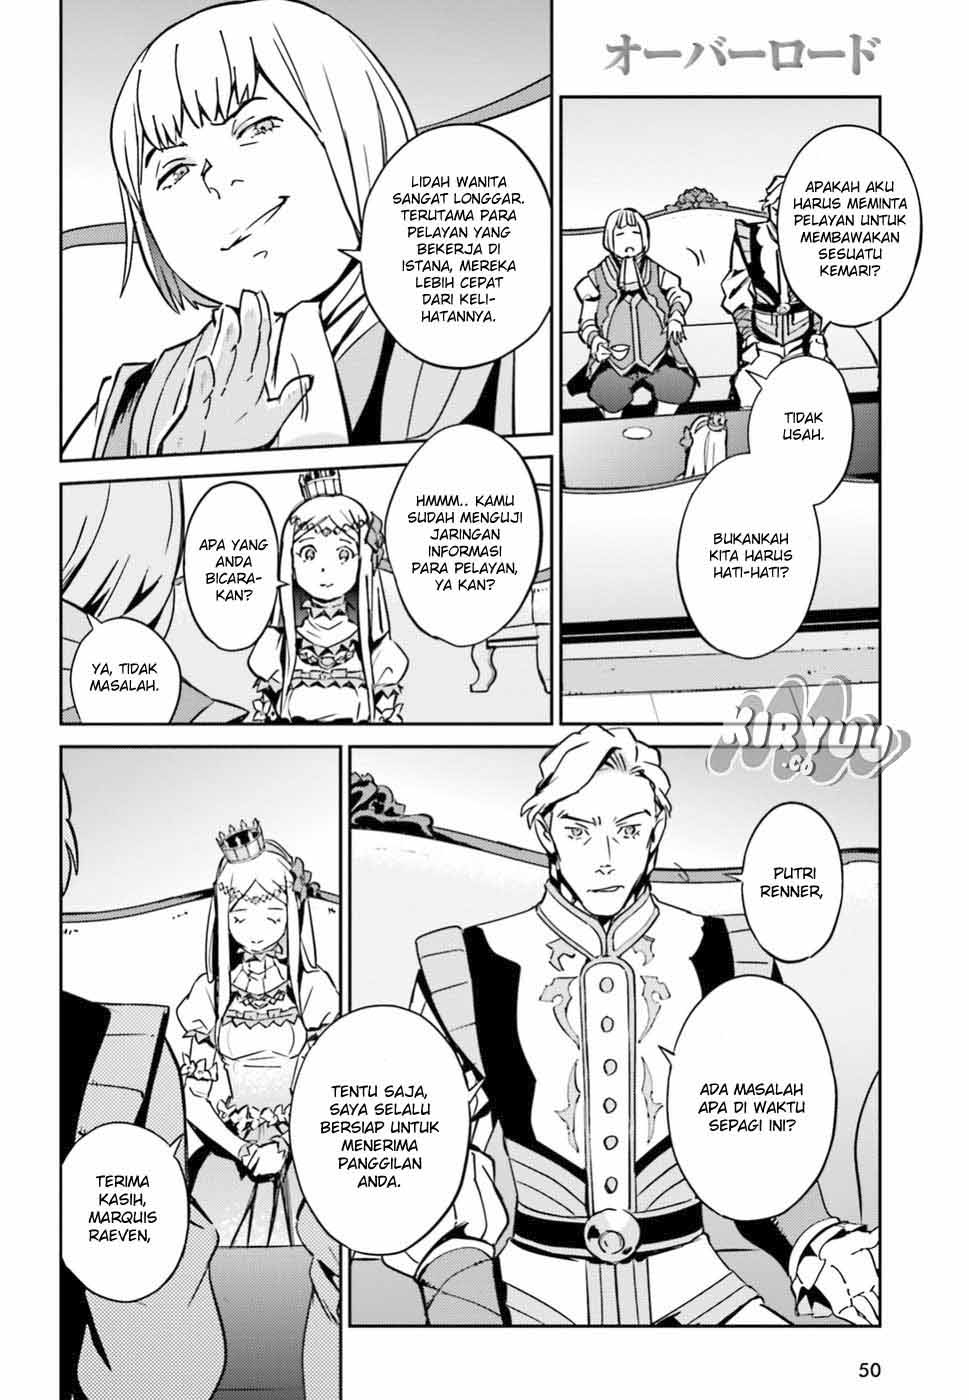 オーバーロード
APAKAH AKU
HARUS MEMINTA
PELAYAN UNTUK
MEMBAWAKAN
SESUATU
KEMARI?
TIDAK
USAH.
BUKANKAH
KITA HARUS
HATI-HATI?
LIDAH WANITA
SANGAT LONGGAR.
TERUTAMA PARA
PELAYAN YANG
BEKERJA DI
ISTANA, MEREKA
LEBIH CEPAT
DARI KELI-
HATANNYA.
HMMM.. KAMU
SUDAH MENGUJI
JARINGAN
INFORMASI
PARA PELAYAN,
YA KAN?
APA YANG
ANDA
BICARA-
KAN?
YA, TIDAK
MASALAH.
KIRYUU
.CO
PUTRI
RENNER,
ADA MASALAH
APA DI WAKTU
SEPAGI INI?
TENTU SAJA,
SAYA SELALU
BERSIAP UNTUK
MENERIMA
PANGGILAN
ANDA.
TERIMA
KASIH,
MARQUIS
RAEVEN,
50